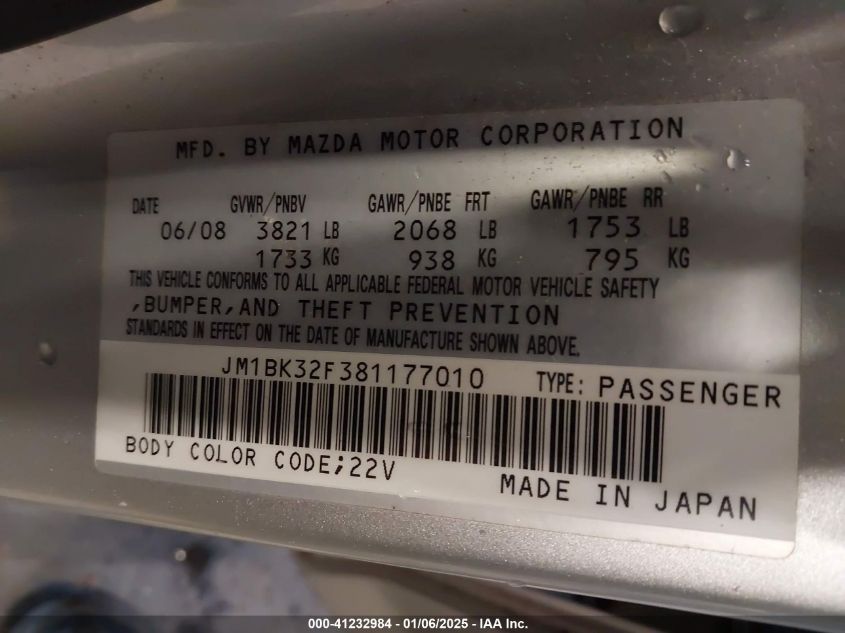 MFD. BY MAZDA MOTOR CORPORATION
DATE GVWR/PNBV GAWR/PNBE FRT GAWR/PNBE RR
06/08 3821 LB 2068 LB 1753 LB
1733 KG 938 KG 795 KG
THIS VEHICLE CONFORMS TO ALL APPLICABLE FEDERAL MOTOR VEHICLE SAFETY
,BUMPER,AND THEFT PREVENTION
STANDARDS IN EFFECT ON THE DATE OF MANUFACTURE SHOWN ABOVE.
JM1BK32F381177010 TYPE: PASSENGER
BODY COLOR CODE;22V
MADE IN JAPAN
000-41232984 — 01/06/2025 — IAA Inc.